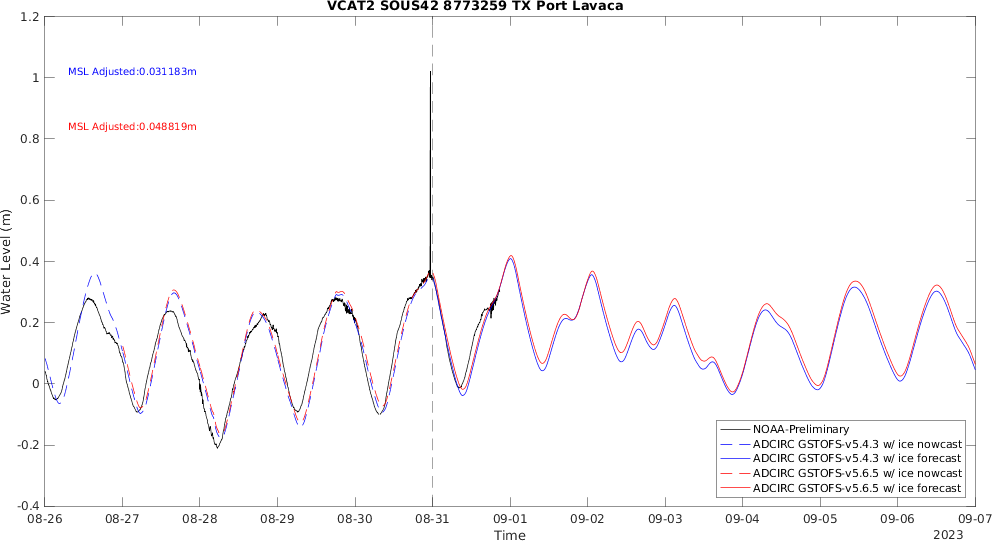 VCAT2 SOUS42 8773259 TX Port Lavaca
1.2
1
0.8
0.6
0.4
0.2
0
-0.2
-0.4
Water Level (m)
MSL Adjusted:0.031183m
MSL Adjusted:0.048819m
NOAA-Preliminary
ADCIRC GSTOFS-v5.4.3 w/ ice nowcast
ADCIRC GSTOFS-v5.4.3 w/ ice forecast
ADCIRC GSTOFS-v5.6.5 w/ ice nowcast
ADCIRC GSTOFS-v5.6.5 w/ ice forecast
08-26 08-27 08-28 08-29 08-30 08-31 09-01 09-02 09-03 09-04 09-05 09-06 09-07
Time
2023